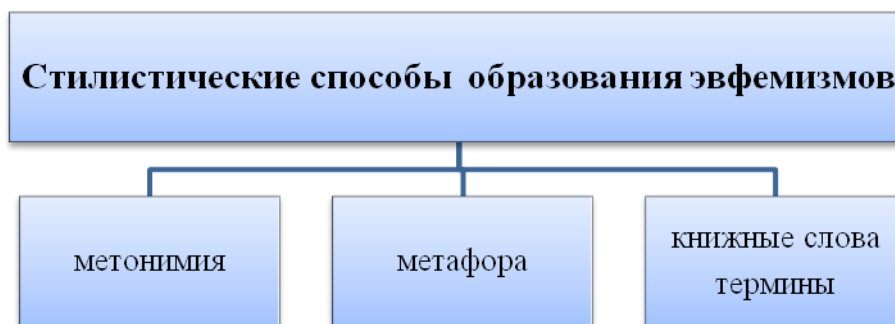 Стилистические способы образования эвфемизмов
метонимия
метафора
книжные слова
термины